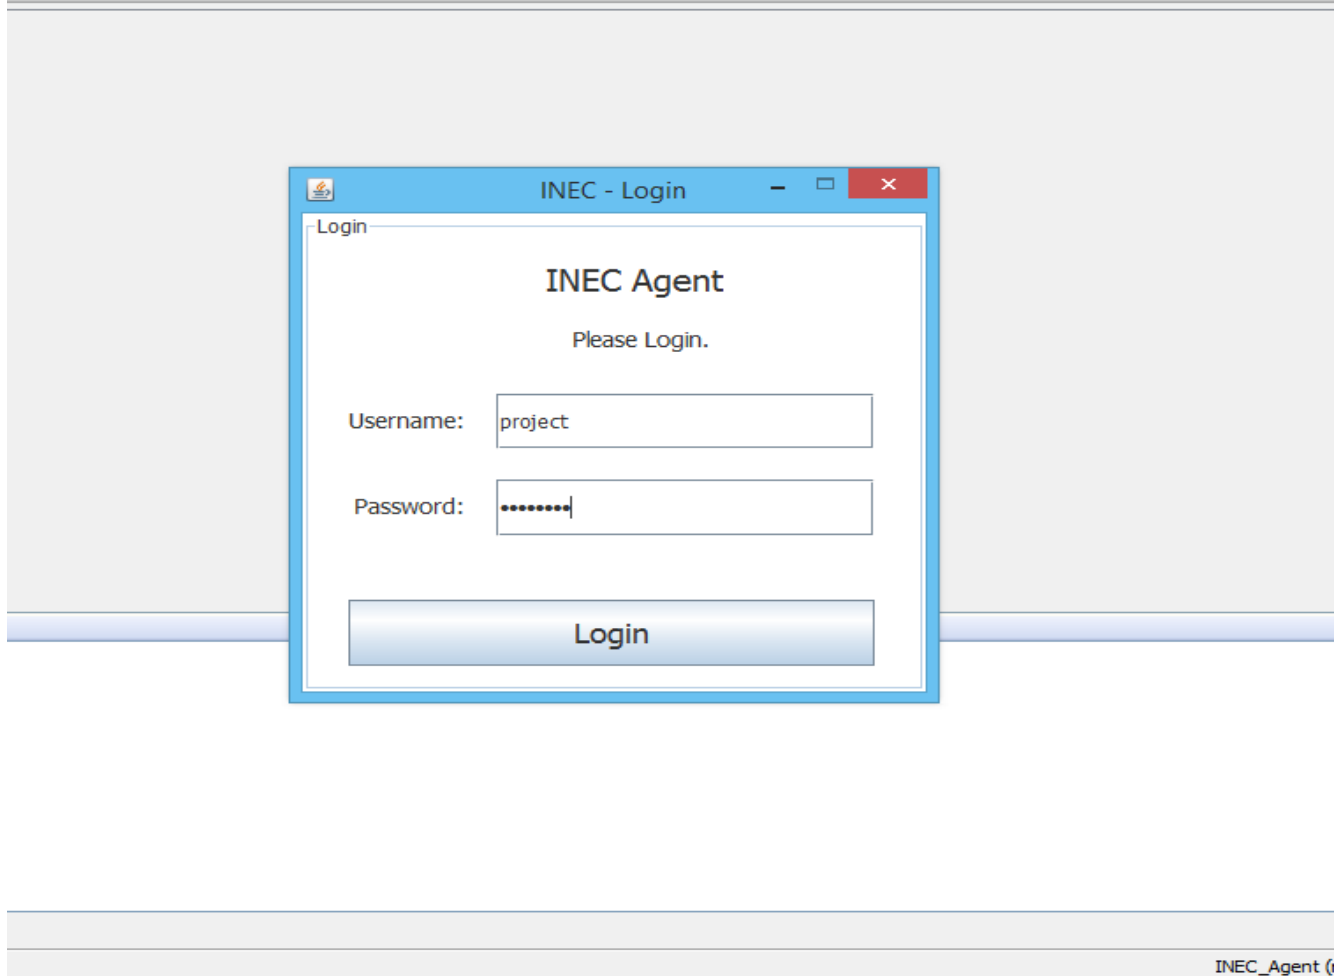 INEC - Login
Login
INEC Agent
Please Login.
Username: project
Password: ••••••••
Login
INEC_Agent (